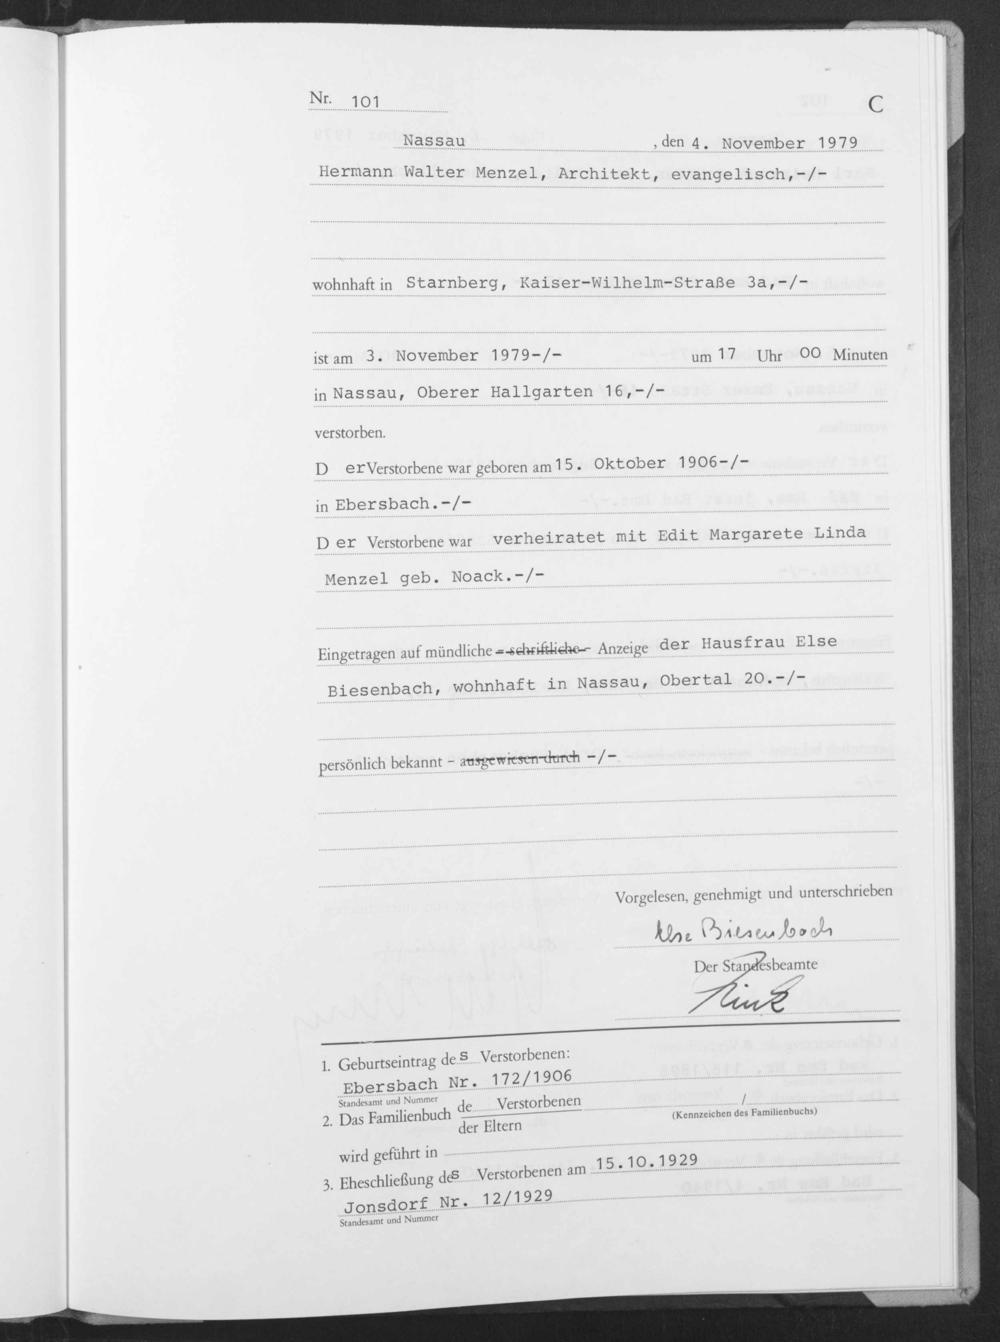 Nr. 101
C
Nassau , den 4. November 1979
Hermann Walter Menzel, Architekt, evangelisch,-/-
wohnhaft in Starnberg, Kaiser-Wilhelm-Straße 3a,-/-
ist am 3. November 1979-/- um 17 Uhr 00 Minuten
in Nassau, Oberer Hallgarten 16,-/-
verstorben.
D er Verstorbene war geboren am 15. Oktober 1906-/-
in Ebersbach.-/-
D er Verstorbene war verheiratet mit Edit Margarete Linda
Menzel geb. Noack.-/-
Eingetragen auf mündliche - schriftliche - Anzeige der Hausfrau Else
Biesenbach, wohnhaft in Nassau, Obertal 20.-/-
persönlich bekannt - ausgewiesen durch -/-
Vorgelesen, genehmigt und unterschrieben
Else Biesenbach
Der Standesbeamte
Rink
1. Geburtseintrag des Verstorbenen:
Ebersbach Nr. 172/1906
Standesamt und Nummer
2. Das Familienbuch de Verstorbenen /
der Eltern (Kennzeichen des Familienbuchs)
wird geführt in
3. Eheschließung des Verstorbenen am 15.10.1929
Jonsdorf Nr. 12/1929
Standesamt und Nummer